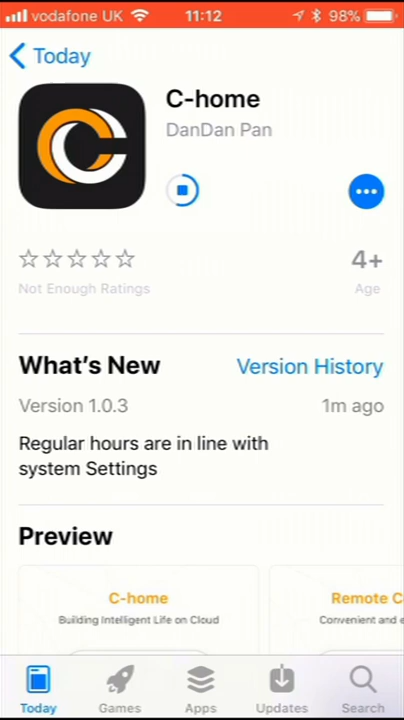 vodafone UK 11:12 98%
Today
C-home
DanDan Pan
Not Enough Ratings
4+
Age
What's New
Version History
Version 1.0.3
1m ago
Regular hours are in line with
system Settings
Preview
C-home
Building Intelligent Life on Cloud
Remote C
Convenient and e
Today
Games
Apps
Updates
Search